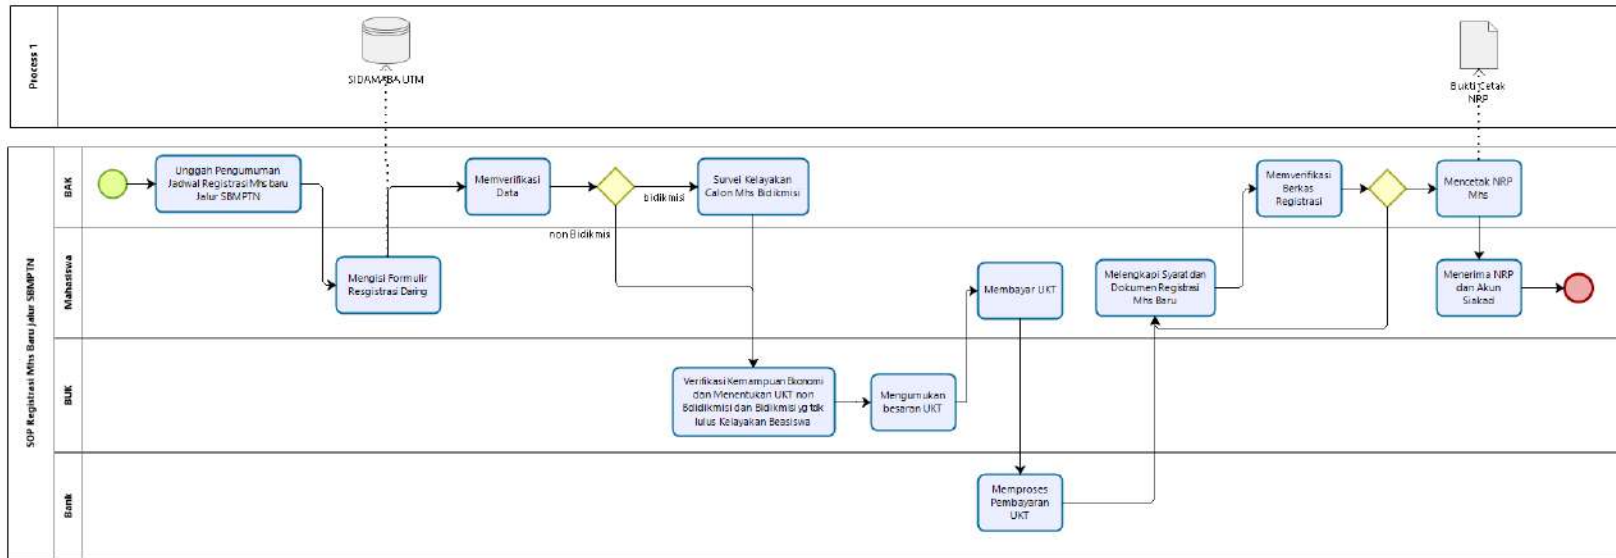 Process 1
SIDAMABA UTM
Bukti Cetak
NRP
SOP Registrasi Mhs Baru jalur SBMPTN
BAK
Unggah Pengumuman
Jadwal Registrasi Mhs baru
Jalur SBMPTN
Memverifikasi
Data
bidikmisi
non Bidikmis
Survei Kelayakan
Calon Mhs Bidikmisi
Memverifikasi
Berkas
Registrasi
Mencetak NRP
Mhs
Mahasiswa
Mengisi Formulir
Resgistrasi Daring
Membayar UKT
Melengkapi Syarat dan
Dokumen Registrasi
Mhs Baru
Menerima NRP
dan Akun
Siakad
BUK
Verifikasi Kemampuan Ekonomi
dan Menentukan UKT non
Bdidikmisi dan Bidikmisi yg tdk
lulus Kelayakan Beasiswa
Mengumukan
besaran UKT
Bank
Memproses
Pembayaran
UKT